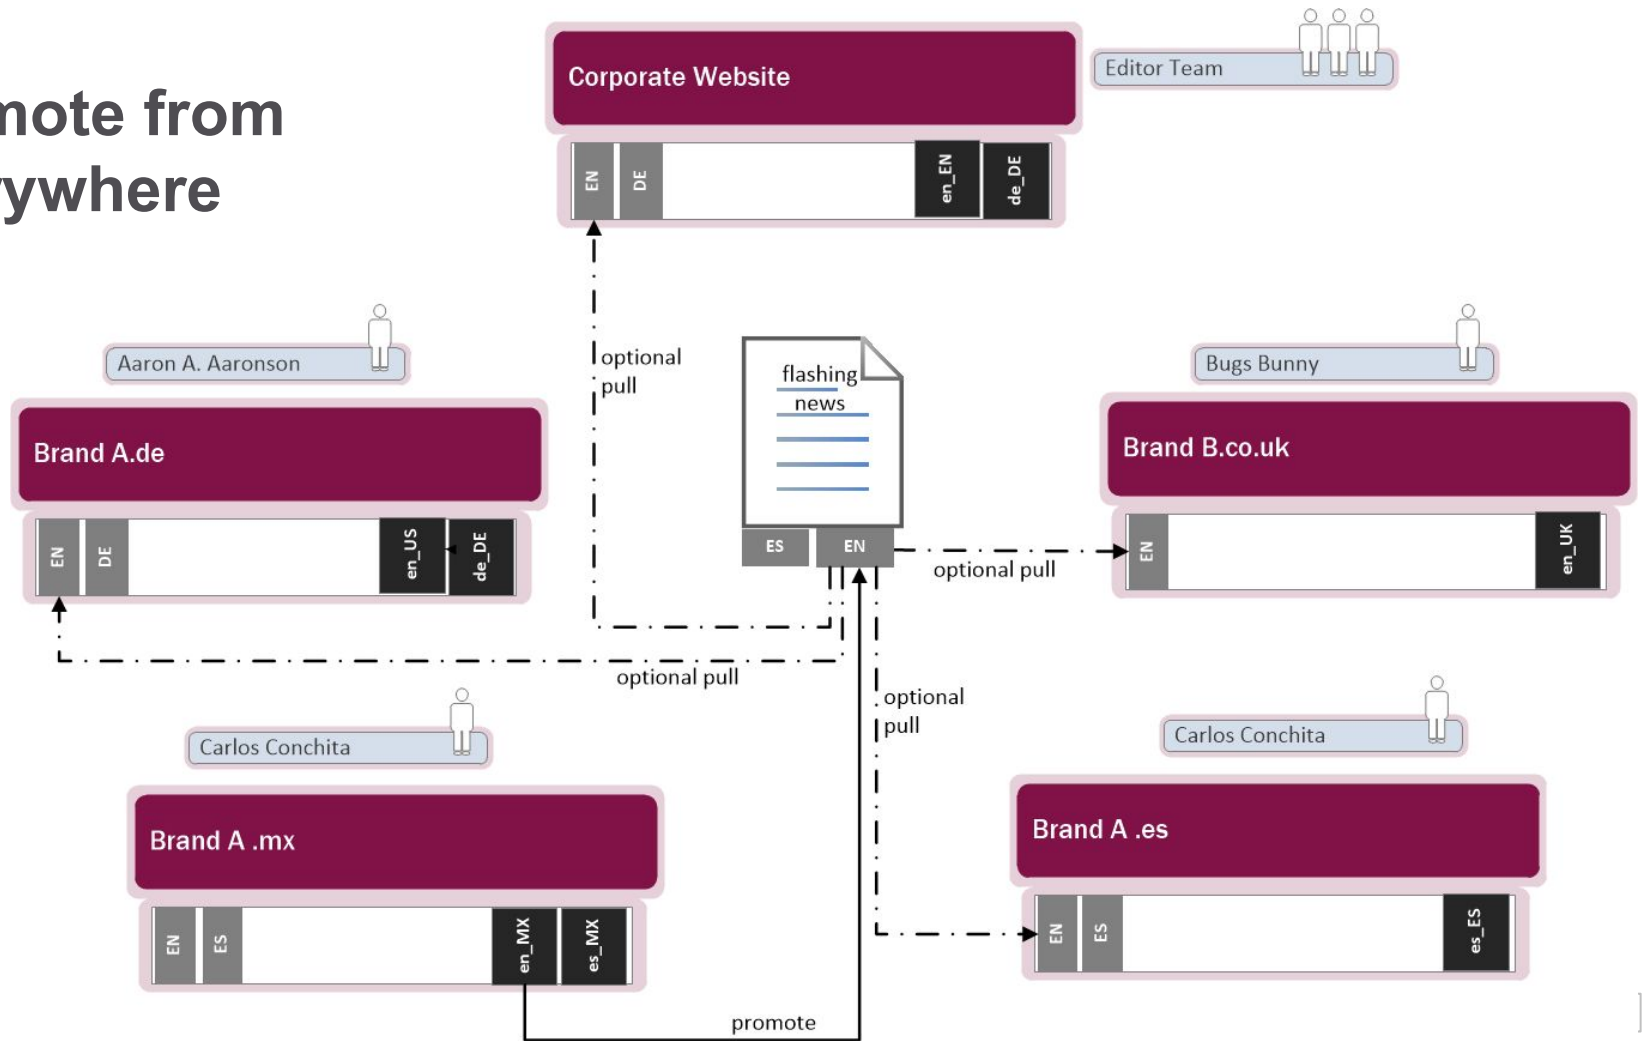 mote from
ywhere
Corporate Website
Editor Team
EN
DE
en_EN
de_DE
optional
pull
Aaron A. Aaronson
Brand A.de
EN
DE
en_US
de_DE
flashing
news
ES
EN
optional pull
Bugs Bunny
Brand B.co.uk
EN
en_UK
optional pull
optional
pull
Carlos Conchita
Brand A .mx
EN
ES
en_MX
es_MX
promote
Carlos Conchita
Brand A .es
EN
ES
es_ES